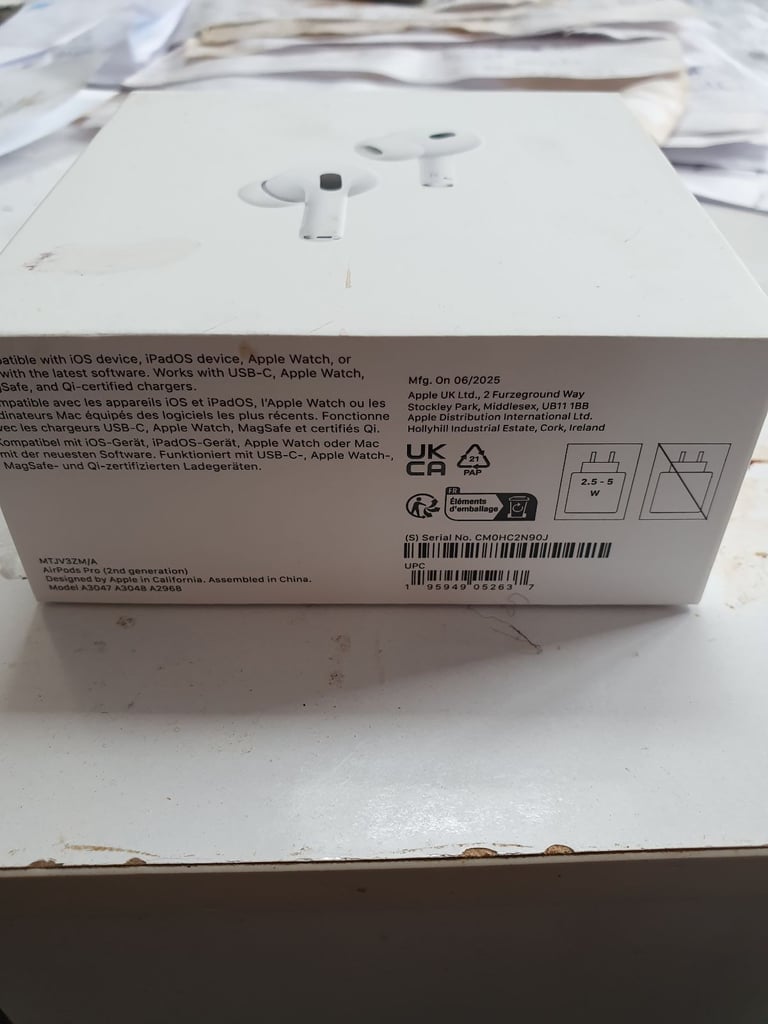 patible with iOS device, iPadOS device, Apple Watch, or
with the latest software. Works with USB-C, Apple Watch,
gSafe, and Qi-certified chargers.
mpatible avec les appareils iOS et iPadOS, l'Apple Watch ou les
dinateurs Mac équipés des logiciels les plus récents. Fonctionne
vec les chargeurs USB-C, Apple Watch, MagSafe et certifiés Qi.
Kompatibel mit iOS-Gerät, iPadOS-Gerät, Apple Watch oder Mac
mit der neuesten Software. Funktioniert mit USB-C-, Apple Watch-,
MagSafe- und Qi-zertifizierten Ladegeräten.
MTJV3ZM/A
AirPods Pro (2nd generation)
Designed by Apple in California. Assembled in China.
Model A3047 A3048 A2968
Mfg. On 06/2025
Apple UK Ltd., 2 Furzeground Way
Stockley Park, Middlesex, UB11 1BB
Apple Distribution International Ltd.
Hollyhill Industrial Estate, Cork, Ireland
UK
CA
21
PAP
FR
Éléments
d'emballage
2.5 - 5
W
(S) Serial No. CM0HC2N90J
UPC
1 95949 05263 7